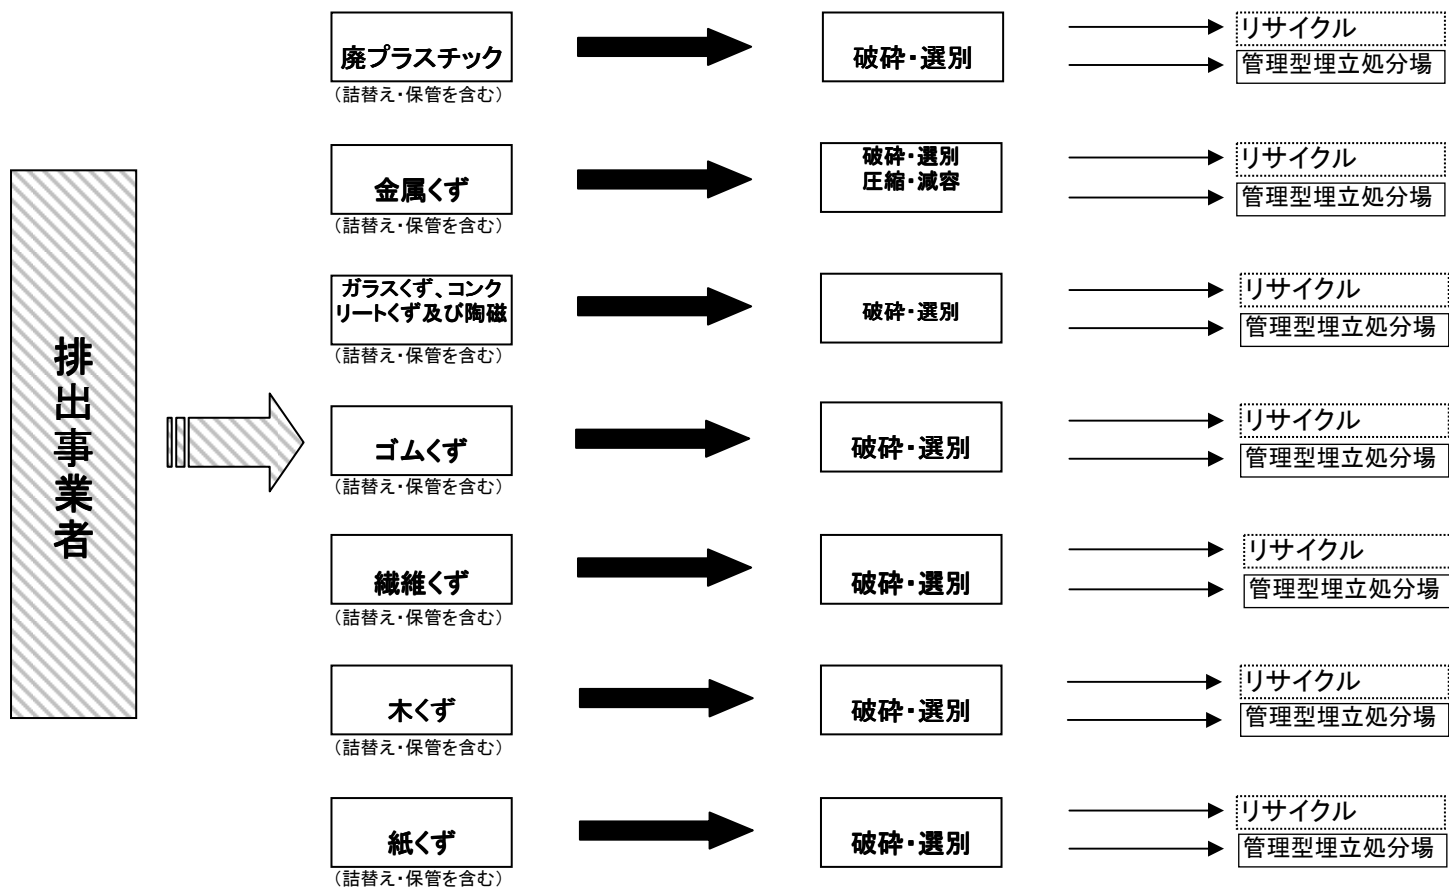 排出事業者
廃プラスチック
(詰替え・保管を含む)
破砕・選別
リサイクル
管理型埋立処分場
金属くず
(詰替え・保管を含む)
破砕・選別
圧縮・減容
リサイクル
管理型埋立処分場
ガラスくず、コンク
リートくず及び陶磁
(詰替え・保管を含む)
破砕・選別
リサイクル
管理型埋立処分場
ゴムくず
(詰替え・保管を含む)
破砕・選別
リサイクル
管理型埋立処分場
繊維くず
(詰替え・保管を含む)
破砕・選別
リサイクル
管理型埋立処分場
木くず
(詰替え・保管を含む)
破砕・選別
リサイクル
管理型埋立処分場
紙くず
(詰替え・保管を含む)
破砕・選別
リサイクル
管理型埋立処分場